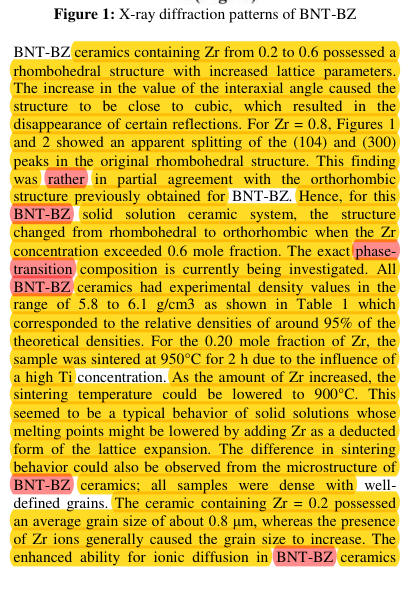 Figure 1: X-ray diffraction patterns of BNT-BZ
BNT-BZ ceramics containing Zr from 0.2 to 0.6 possessed a
rhombohedral structure with increased lattice parameters.
The increase in the value of the interaxial angle caused the
structure to be close to cubic, which resulted in the
disappearance of certain reflections. For Zr = 0.8, Figures 1
and 2 showed an apparent splitting of the (104) and (300)
peaks in the original rhombohedral structure. This finding
was rather in partial agreement with the orthorhombic
structure previously obtained for BNT-BZ. Hence, for this
BNT-BZ solid solution ceramic system, the structure
changed from rhombohedral to orthorhombic when the Zr
concentration exceeded 0.6 mole fraction. The exact phase-
transition composition is currently being investigated. All
BNT-BZ ceramics had experimental density values in the
range of 5.8 to 6.1 g/cm3 as shown in Table 1 which
corresponded to the relative densities of around 95% of the
theoretical densities. For the 0.20 mole fraction of Zr, the
sample was sintered at 950°C for 2 h due to the influence of
a high Ti concentration. As the amount of Zr increased, the
sintering temperature could be lowered to 900°C. This
seemed to be a typical behavior of solid solutions whose
melting points might be lowered by adding Zr as a deducted
form of the lattice expansion. The difference in sintering
behavior could also be observed from the microstructure of
BNT-BZ ceramics; all samples were dense with well-
defined grains. The ceramic containing Zr = 0.2 possessed
an average grain size of about 0.8 µm, whereas the presence
of Zr ions generally caused the grain size to increase. The
enhanced ability for ionic diffusion in BNT-BZ ceramics